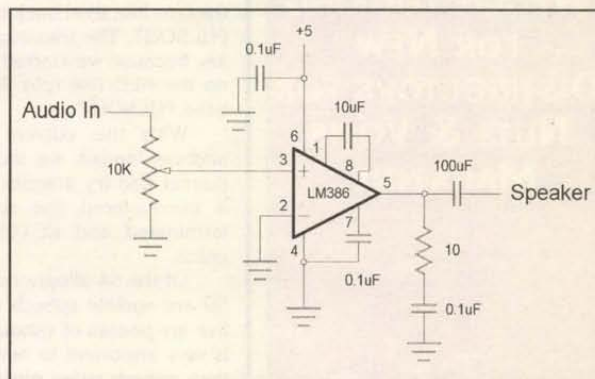 +5
0.1uF
Audio In
10uF
6
1
10K
3
+
8
100uF
LM386
5
Speaker
2
−
7
4
10
0.1uF
0.1uF